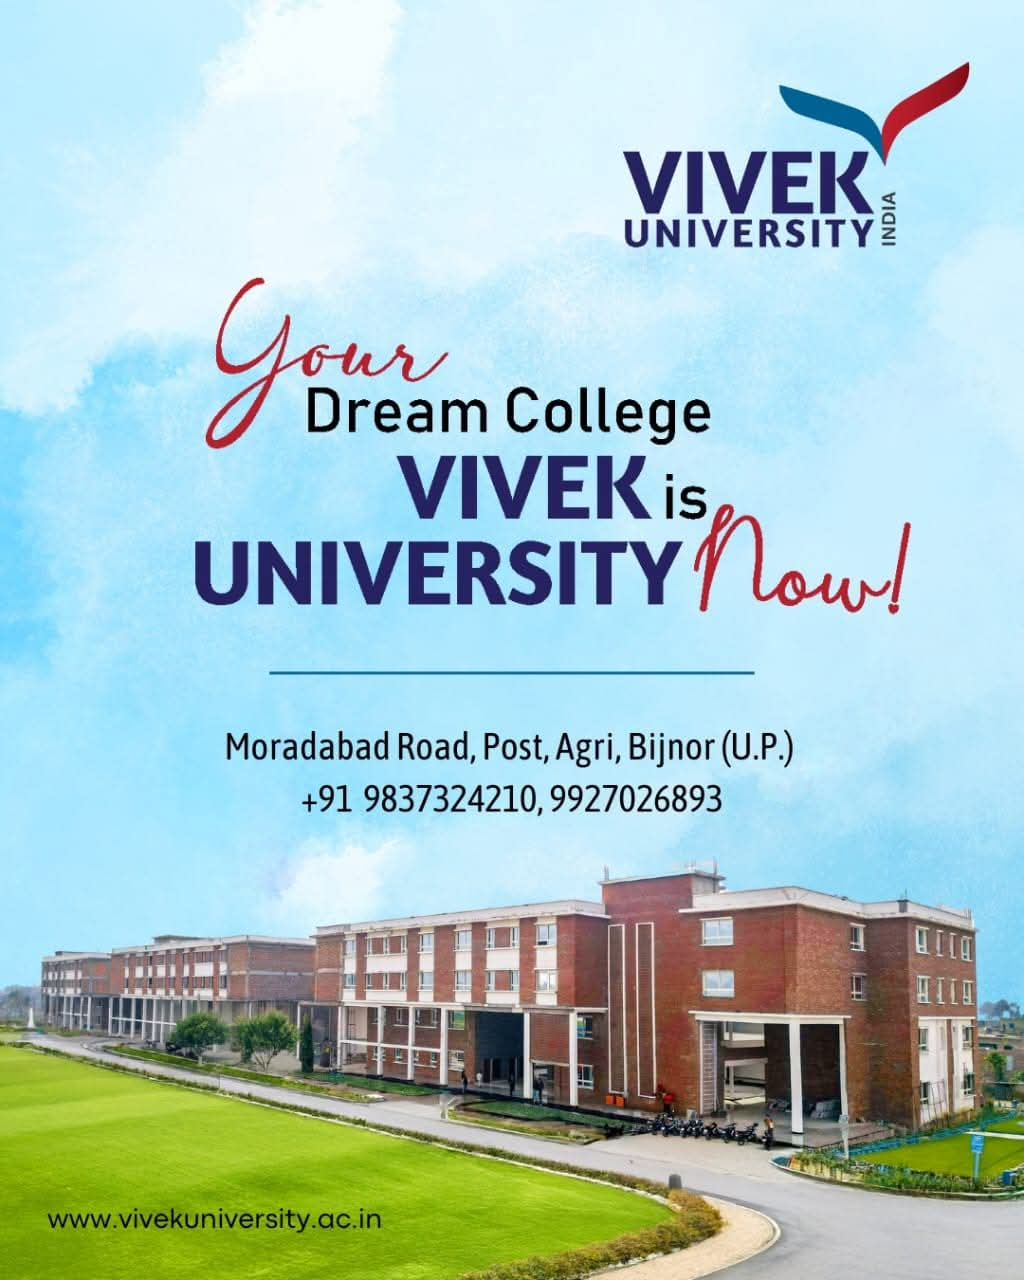 VIVEK
UNIVERSITY
INDIA
Your
Dream College
VIVEK is
UNIVERSITY Now!
Moradabad Road, Post, Agri, Bijnor (U.P.)
+91 9837324210, 9927026893
www.vivekuniversity.ac.in